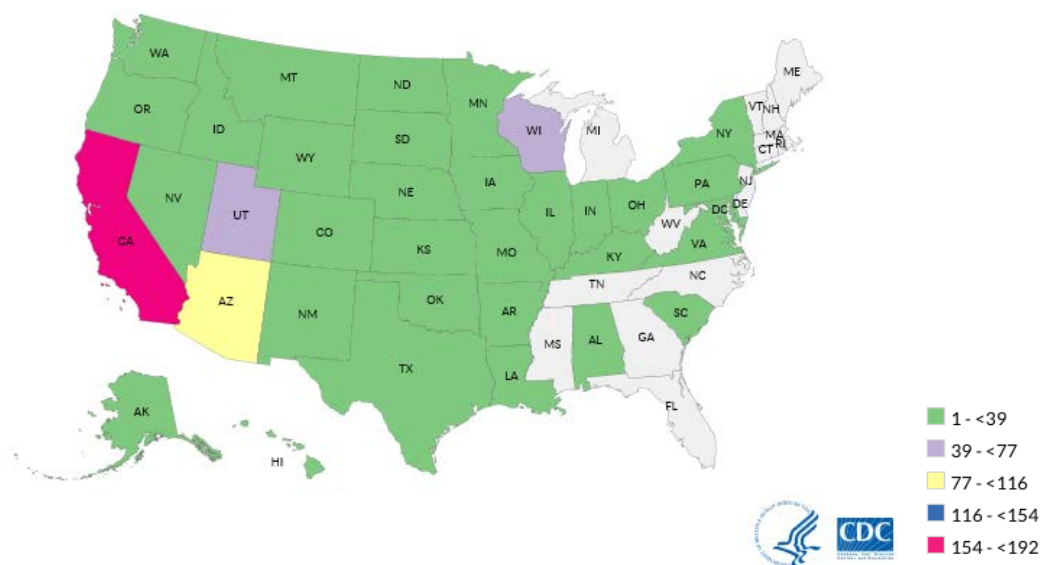 WA
MT
ND
MN
ME
VT
NH
OR
ID
SD
WI
MI
NY
MA
CT
RI
WY
IA
PA
NJ
NV
UT
NE
IL
IN
OH
DC
DE
WV
CO
KS
MO
KY
VA
CA
AZ
NM
OK
AR
TN
NC
SC
MS
AL
GA
TX
LA
FL
AK
HI
1 - <39
39 - <77
77 - <116
116 - <154
154 - <192
CDC